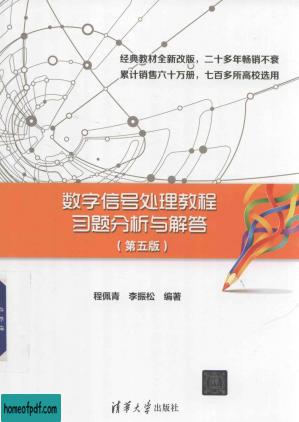 经典教材全新改版，二十多年畅销不衰
累计销售六十万册，七百多所高校选用
数字信号处理教程
习题分析与解答
（第五版）
程佩青 李振松 编著
清华大学出版社
homeofpdf.com